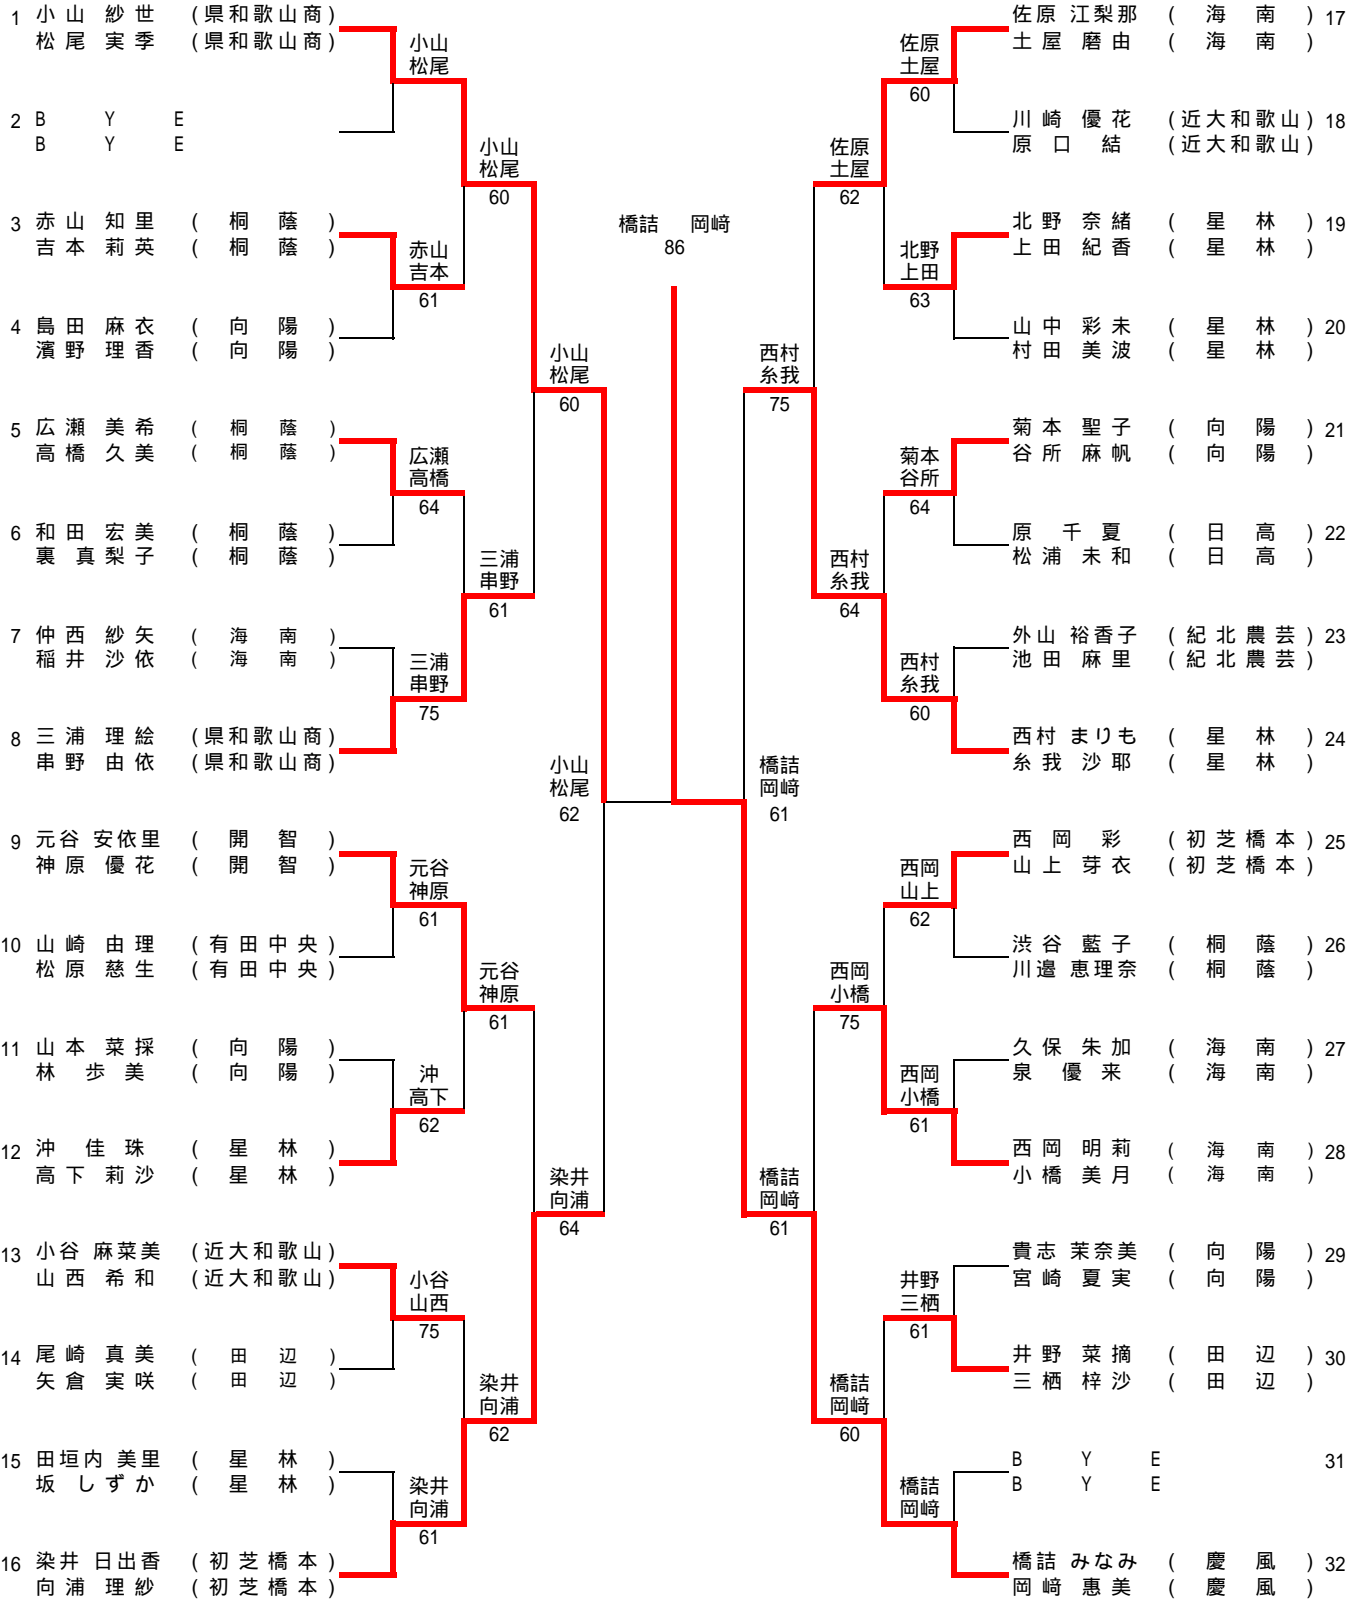 1 小山 紗世 (県和歌山商)
松尾 実季 (県和歌山商)
2 B Y E
B Y E
3 赤山 知里 (桐蔭)
吉本 莉英 (桐蔭)
4 島田 麻衣 (向陽)
濱野 理香 (向陽)
5 広瀬 美希 (桐蔭)
高橋 久美 (桐蔭)
6 和田 宏美 (桐蔭)
裏 真梨子 (桐蔭)
7 仲西 紗矢 (海南)
稲井 沙依 (海南)
8 三浦 理絵 (県和歌山商)
串野 由依 (県和歌山商)
9 元谷 安依里 (開智)
神原 優花 (開智)
10 山崎 由理 (有田中央)
松原 慈生 (有田中央)
11 山本 菜採 (向陽)
林 歩美 (向陽)
12 沖 佳珠 (星林)
高下 莉沙 (星林)
13 小谷 麻菜美 (近大和歌山)
山西 希和 (近大和歌山)
14 尾崎 真美 (田辺)
矢倉 実咲 (田辺)
15 田垣内 美里 (星林)
坂 しずか (星林)
16 染井 日出香 (初芝橋本)
向浦 理紗 (初芝橋本)
小山
松尾
赤山
吉本
61
広瀬
高橋
64
三浦
串野
75
元谷
神原
61
沖
高下
62
小谷
山西
75
染井
向浦
61
小山
松尾
60
三浦
串野
61
元谷
神原
61
染井
向浦
62
小山
松尾
60
染井
向浦
64
小山
松尾
62
橋詰 岡﨑
86
橋詰
岡﨑
61
西村
糸我
75
橋詰
岡﨑
61
佐原
土屋
62
西村
糸我
64
西岡
小橋
75
橋詰
岡﨑
60
佐原
土屋
60
北野
上田
63
菊本
谷所
64
西村
糸我
60
西岡
山上
62
西岡
小橋
61
井野
三栖
61
橋詰
岡﨑
佐原 江梨那 (海南) 17
土屋 磨由 (海南)
川崎 優花 (近大和歌山) 18
原口 結 (近大和歌山)
北野 奈緒 (星林) 19
上田 紀香 (星林)
山中 彩未 (星林) 20
村田 美波 (星林)
菊本 聖子 (向陽) 21
谷所 麻帆 (向陽)
原 千夏 (日高) 22
松浦 未和 (日高)
外山 裕香子 (紀北農芸) 23
池田 麻里 (紀北農芸)
西村 まりも (星林) 24
糸我 沙耶 (星林)
西岡 彩 (初芝橋本) 25
山上 芽衣 (初芝橋本)
渋谷 藍子 (桐蔭) 26
川邉 恵理奈 (桐蔭)
久保 朱加 (海南) 27
泉 優来 (海南)
西岡 明莉 (海南) 28
小橋 美月 (海南)
貴志 茉奈美 (向陽) 29
宮崎 夏実 (向陽)
井野 菜摘 (田辺) 30
三栖 梓沙 (田辺)
B Y E 31
B Y E
橋詰 みなみ (慶風) 32
岡﨑 惠美 (慶風)